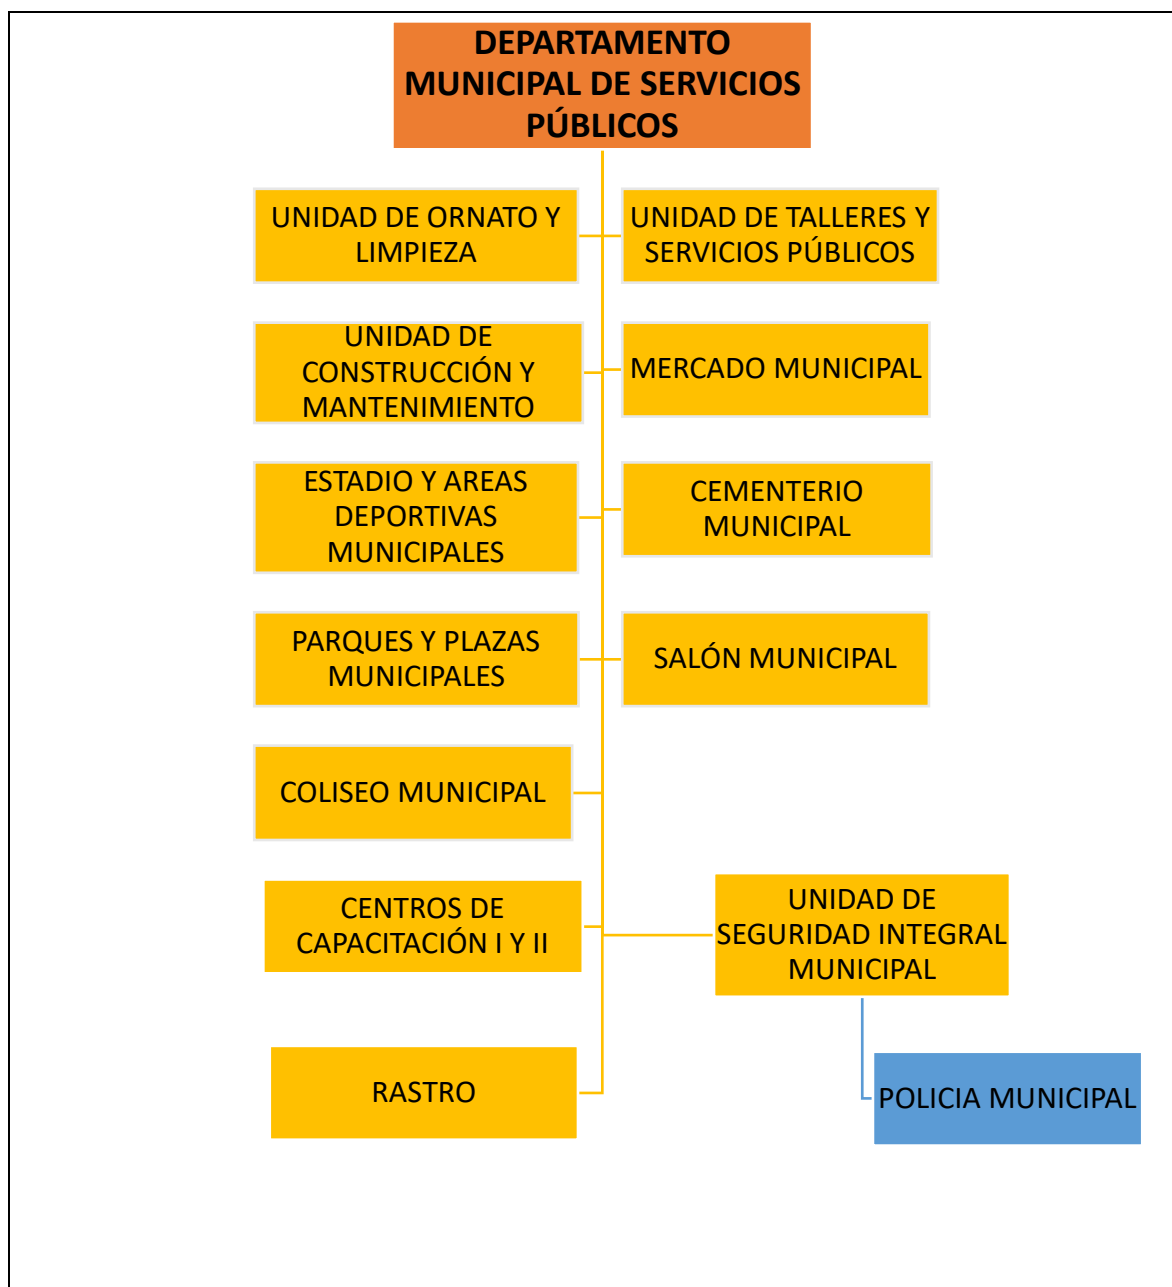 DEPARTAMENTO
MUNICIPAL DE SERVICIOS
PÚBLICOS
UNIDAD DE ORNATO Y
LIMPIEZA
UNIDAD DE TALLERES Y
SERVICIOS PÚBLICOS
UNIDAD DE
CONSTRUCCIÓN Y
MANTENIMIENTO
MERCADO MUNICIPAL
ESTADIO Y AREAS
DEPORTIVAS
MUNICIPALES
CEMENTERIO
MUNICIPAL
PARQUES Y PLAZAS
MUNICIPALES
SALÓN MUNICIPAL
COLISEO MUNICIPAL
CENTROS DE
CAPACITACIÓN I Y II
UNIDAD DE
SEGURIDAD INTEGRAL
MUNICIPAL
RASTRO
POLICIA MUNICIPAL